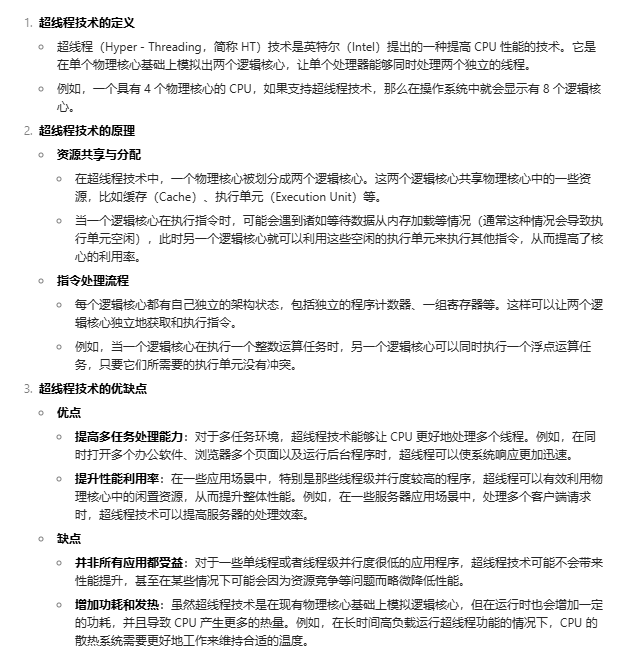 1. 超线程技术的定义
超线程（Hyper - Threading，简称 HT）技术是英特尔（Intel）提出的一种提高 CPU 性能的技术。它是
在单个物理核心基础上模拟出两个逻辑核心，让单个处理器能够同时处理两个独立的线程。
例如，一个具有 4 个物理核心的 CPU，如果支持超线程技术，那么在操作系统中就会显示有 8 个逻辑核
心。
2. 超线程技术的原理
资源共享与分配
在超线程技术中，一个物理核心被划分成两个逻辑核心。这两个逻辑核心共享物理核心中的一些资
源，比如缓存（Cache）、执行单元（Execution Unit）等。
当一个逻辑核心在执行指令时，可能会遇到诸如等待数据从内存加载等情况（通常这种情况会导致执
行单元空闲），此时另一个逻辑核心就可以利用这些空闲的执行单元来执行其他指令，从而提高了核
心的利用率。
指令处理流程
每个逻辑核心都有自己独立的架构状态，包括独立的程序计数器、一组寄存器等。这样可以让两个逻
辑核心独立地获取和执行指令。
例如，当一个逻辑核心在执行一个整数运算任务时，另一个逻辑核心可以同时执行一个浮点运算任
务，只要它们所需要的执行单元没有冲突。
3. 超线程技术的优缺点
优点
提高多任务处理能力：对于多任务环境，超线程技术能够让 CPU 更好地处理多个线程。例如，在同
时打开多个办公软件、浏览器多个页面以及运行后台程序时，超线程可以使系统响应更加迅速。
提升性能利用率：在一些应用场景中，特别是那些线程级并行度较高的程序，超线程可以有效利用物
理核心中的闲置资源，从而提升整体性能。例如，在一些服务器应用场景中，处理多个客户端请求
时，超线程技术可以提高服务器的处理效率。
缺点
并非所有应用都受益：对于一些单线程或者线程级并行度很低的应用程序，超线程技术可能不会带来
性能提升，甚至在某些情况下可能会因为资源竞争等问题而略微降低性能。
增加功耗和发热：虽然超线程技术是在现有物理核心基础上模拟逻辑核心，但在运行时也会增加一定
的功耗，并且导致 CPU 产生更多的热量。例如，在长时间高负载运行超线程功能的情况下，CPU 的
散热系统需要更好地工作来维持合适的温度。